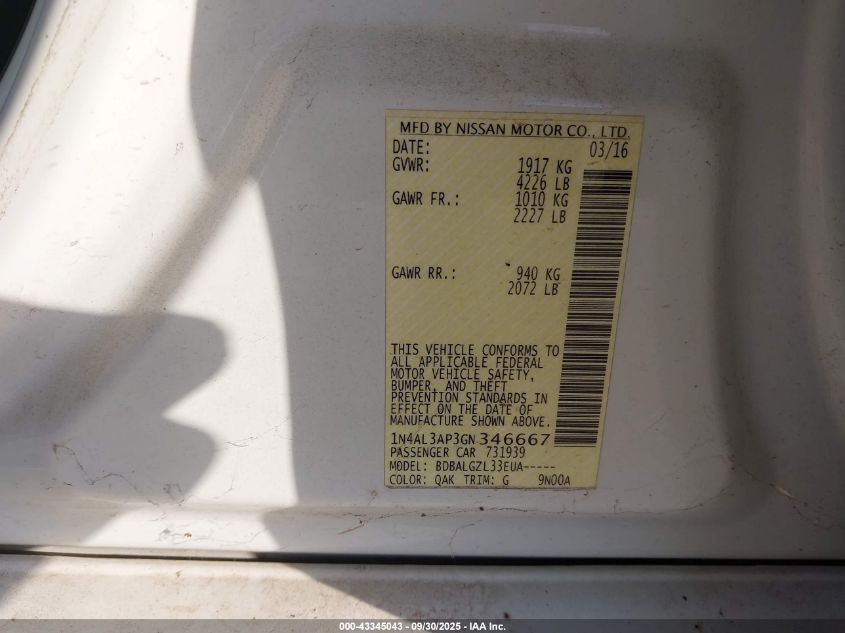 MFD BY NISSAN MOTOR CO., LTD.
DATE: 03/16
GVWR: 1917 KG
4226 LB
GAWR FR.: 1010 KG
2227 LB
GAWR RR.: 940 KG
2072 LB
THIS VEHICLE CONFORMS TO
ALL APPLICABLE FEDERAL
MOTOR VEHICLE SAFETY,
BUMPER, AND THEFT
PREVENTION STANDARDS IN
EFFECT ON THE DATE OF
MANUFACTURE SHOWN ABOVE.
1N4AL3AP3GN346667
PASSENGER CAR 731939
MODEL: BDBALGZL33EUA-----
COLOR: QAK TRIM: G 9N00A
000-43345043 - 09/30/2025 - IAA Inc.